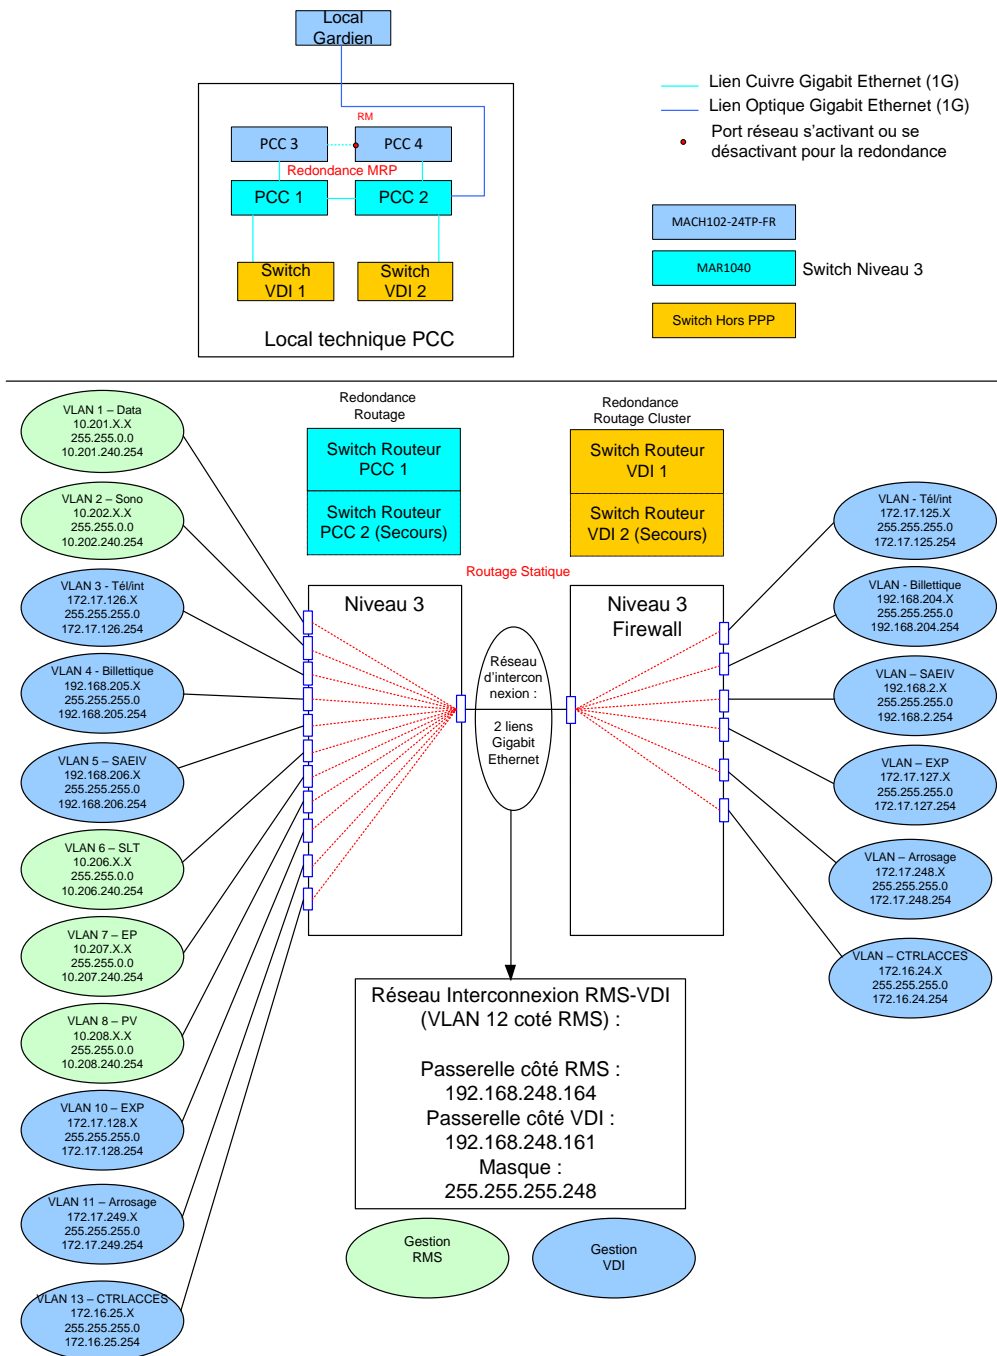 Local
Gardien
RM
PCC 3
PCC 4
Redondance MRP
PCC 1
PCC 2
Switch
VDI 1
Switch
VDI 2
Local technique PCC
Lien Cuivre Gigabit Ethernet (1G)
Lien Optique Gigabit Ethernet (1G)
Port réseau s’activant ou se
désactivant pour la redondance
MACH102-24TP-FR
MAR1040
Switch Niveau 3
Switch Hors PPP
VLAN 1 – Data
10.201.X.X
255.255.0.0
10.201.240.254
VLAN 2 – Sono
10.202.X.X
255.255.0.0
10.202.240.254
VLAN 3 - Tél/int
172.17.126.X
255.255.255.0
172.17.126.254
VLAN 4 - Billettique
192.168.205.X
255.255.255.0
192.168.205.254
VLAN 5 – SAEIV
192.168.206.X
255.255.255.0
192.168.206.254
VLAN 6 – SLT
10.206.X.X
255.255.0.0
10.206.240.254
VLAN 7 – EP
10.207.X.X
255.255.0.0
10.207.240.254
VLAN 8 – PV
10.208.X.X
255.255.0.0
10.208.240.254
VLAN 10 – EXP
172.17.128.X
255.255.255.0
172.17.128.254
VLAN 11 – Arrosage
172.17.249.X
255.255.255.0
172.17.249.254
VLAN 13 – CTRLACCES
172.16.25.X
255.255.255.0
172.16.25.254
Redondance
Routage
Switch Routeur
PCC 1
Switch Routeur
PCC 2 (Secours)
Redondance
Routage Cluster
Switch Routeur
VDI 1
Switch Routeur
VDI 2 (Secours)
Routage Statique
Niveau 3
Réseau
d’intercon
nexion :
2 liens
Gigabit
Ethernet
Niveau 3
Firewall
VLAN - Tél/int
172.17.125.X
255.255.255.0
172.17.125.254
VLAN - Billettique
192.168.204.X
255.255.255.0
192.168.204.254
VLAN – SAEIV
192.168.2.X
255.255.255.0
192.168.2.254
VLAN – EXP
172.17.127.X
255.255.255.0
172.17.127.254
VLAN – Arrosage
172.17.248.X
255.255.255.0
172.17.248.254
VLAN – CTRLACCES
172.16.24.X
255.255.255.0
172.16.24.254
Réseau Interconnexion RMS-VDI
(VLAN 12 coté RMS) :
Passerelle côté RMS :
192.168.248.164
Passerelle côté VDI :
192.168.248.161
Masque :
255.255.255.248
Gestion
RMS
Gestion
VDI